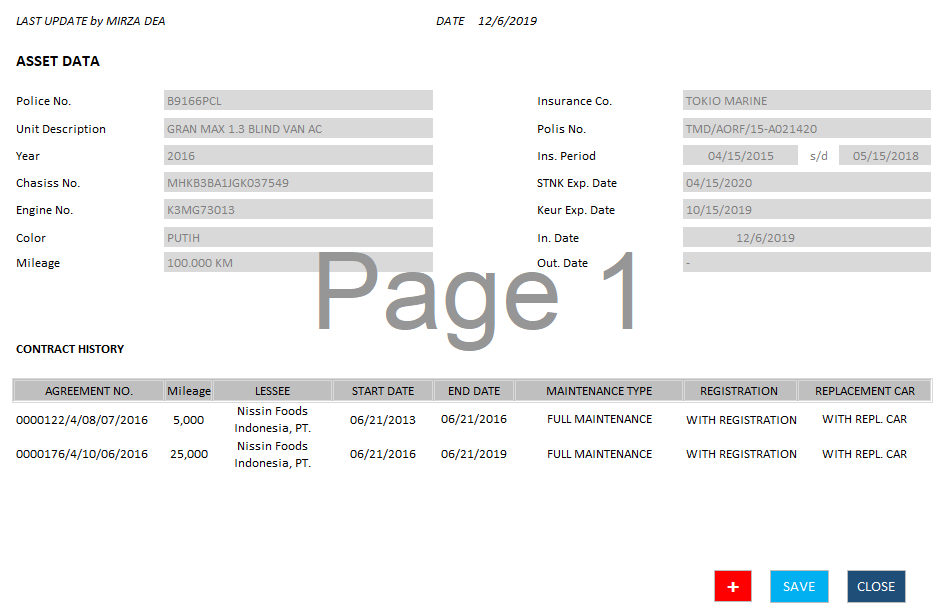 LAST UPDATE by MIRZA DEA DATE 12/6/2019
ASSET DATA
Police No. B9166PCL Insurance Co. TOKIO MARINE
Unit Description GRAN MAX 1.3 BLIND VAN AC Polis No. TMD/AORF/15-A021420
Year 2016 Ins. Period 04/15/2015 s/d 05/15/2018
Chasiss No. MHKB3BA1JGK037549 STNK Exp. Date 04/15/2020
Engine No. K3MG73013 Keur Exp. Date 10/15/2019
Color PUTIH In. Date 12/6/2019
Mileage 100.000 KM Out. Date -
Page 1
CONTRACT HISTORY
AGREEMENT NO. Mileage LESSEE START DATE END DATE MAINTENANCE TYPE REGISTRATION REPLACEMENT CAR
0000122/4/08/07/2016 5,000 Nissin Foods Indonesia, PT. 06/21/2013 06/21/2016 FULL MAINTENANCE WITH REGISTRATION WITH REPL. CAR
0000176/4/10/06/2016 25,000 Nissin Foods Indonesia, PT. 06/21/2016 06/21/2019 FULL MAINTENANCE WITH REGISTRATION WITH REPL. CAR
+ SAVE CLOSE